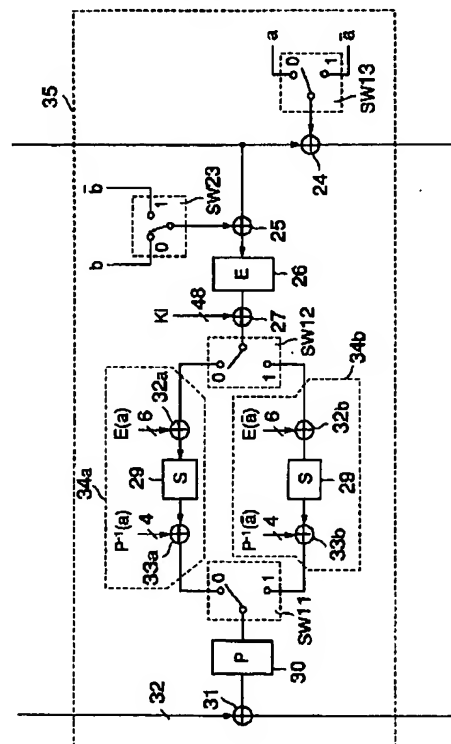 35
a
ā
0
1
SW13
24
b̄
b
1
0
SW23
25
E
26
KI
48
27
SW12
0
1
34b
34a
32a
E(a)
6
E(ā)
6
32b
S
29
S
29
P⁻¹(a)
4
33a
P⁻¹(ā)
4
33b
0
1
SW11
P
30
32
31